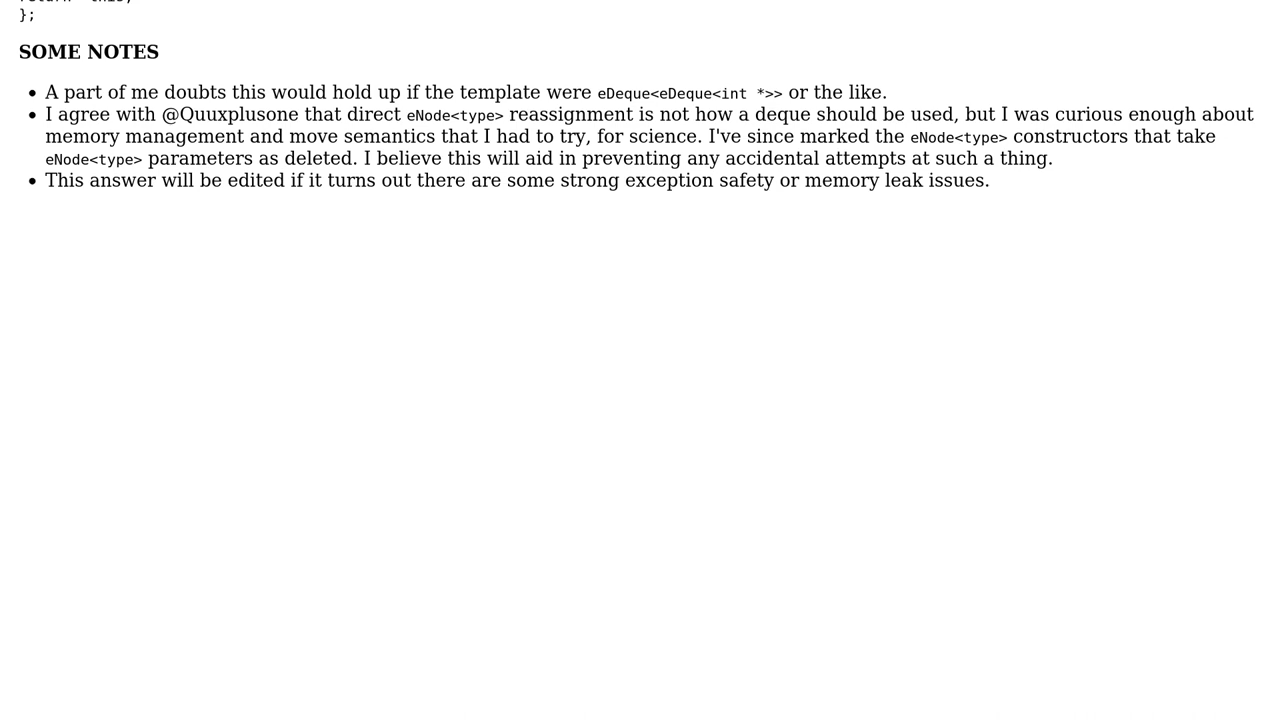 };
SOME NOTES
• A part of me doubts this would hold up if the template were eDeque<eDeque<int *>> or the like.
• I agree with @Quuxplusone that direct eNode<type> reassignment is not how a deque should be used, but I was curious enough about
memory management and move semantics that I had to try, for science. I've since marked the eNode<type> constructors that take
eNode<type> parameters as deleted. I believe this will aid in preventing any accidental attempts at such a thing.
• This answer will be edited if it turns out there are some strong exception safety or memory leak issues.